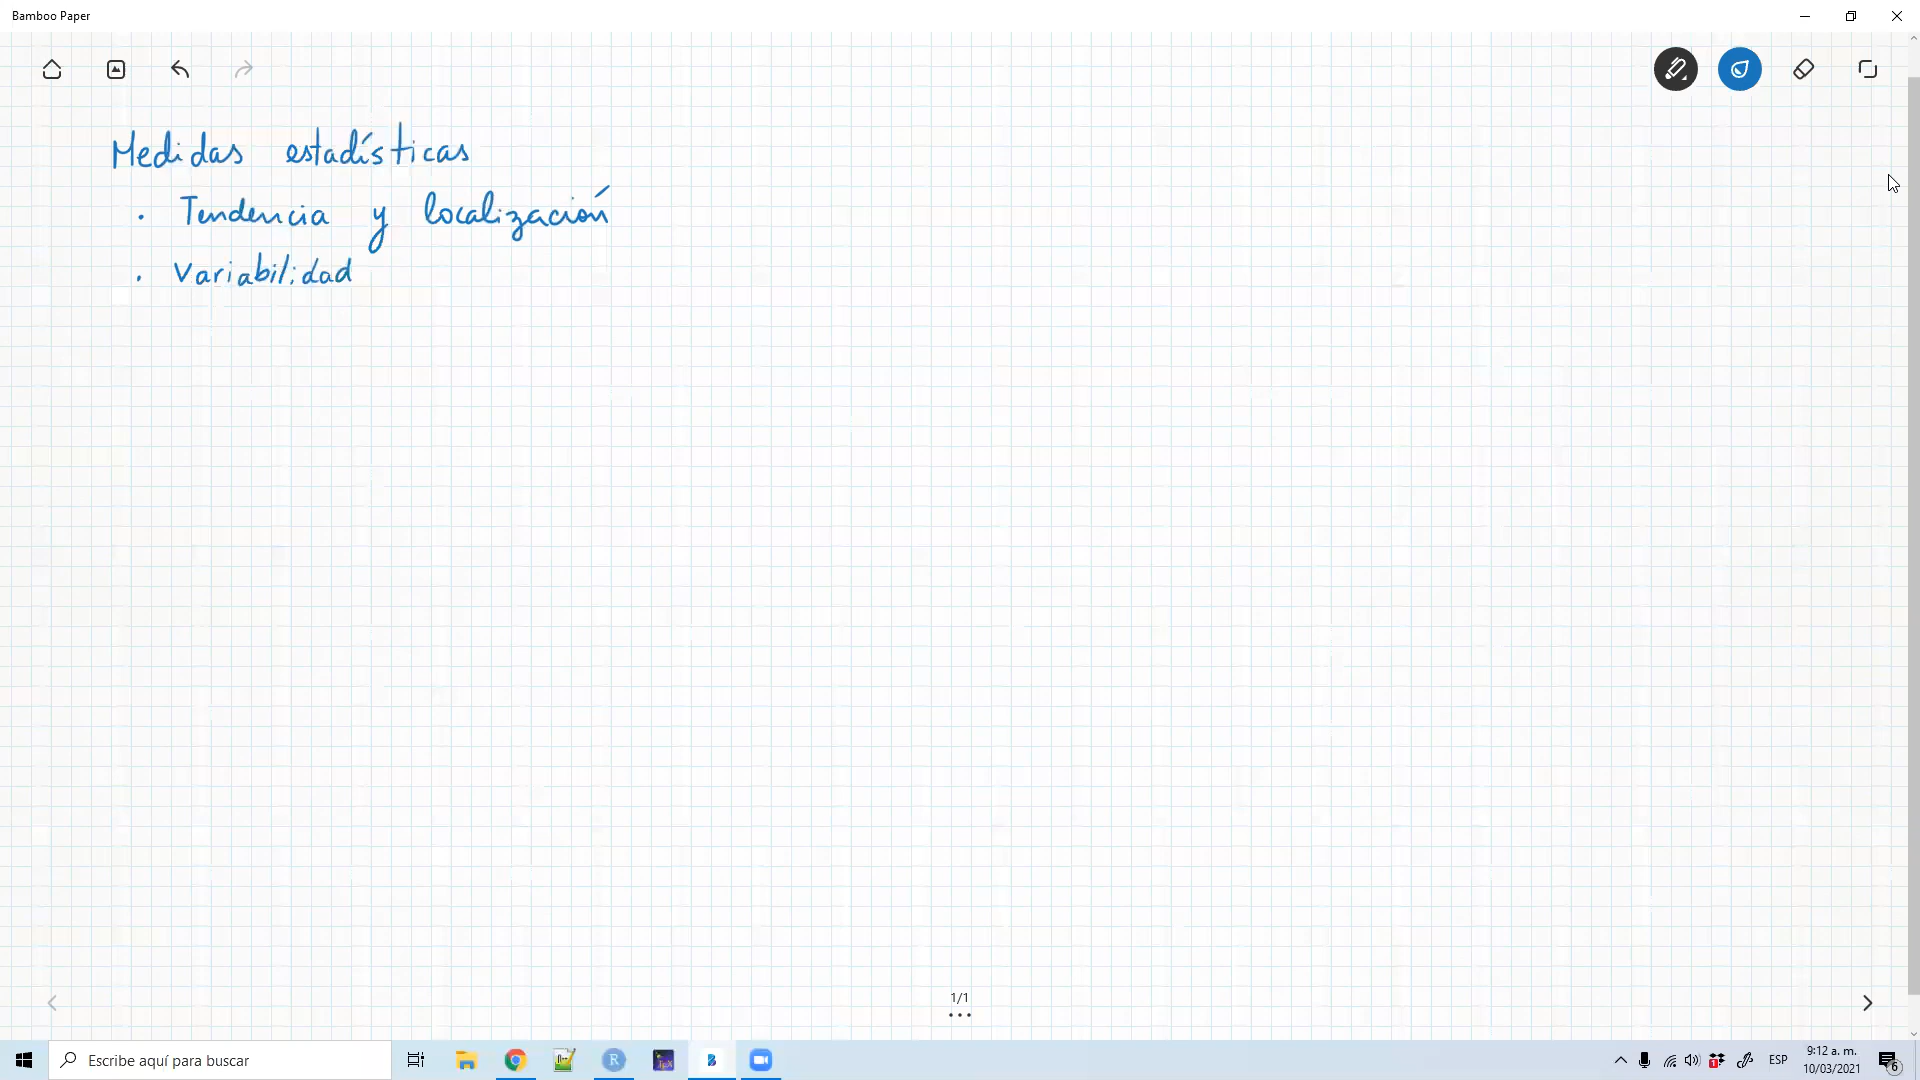 Bamboo Paper
Medidas estadísticas
. Tendencia y localización
. Variabilidad
1/1
Escribe aquí para buscar
ESP
9:12 a. m.
10/03/2021
6